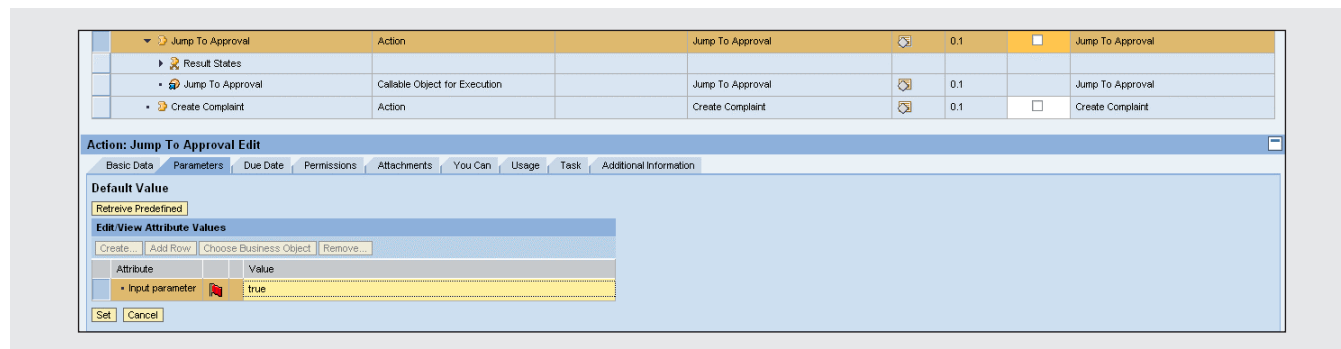 Jump To Approval Action Jump To Approval 0.1 Jump To Approval
Result States
Jump To Approval Callable Object for Execution Jump To Approval 0.1 Jump To Approval
Create Complaint Action Create Complaint 0.1 Create Complaint
Action: Jump To Approval Edit
Basic Data Parameters Due Date Permissions Attachments You Can Usage Task Additional Information
Default Value
Retreive Predefined
Edit/View Attribute Values
Create... Add Row Choose Business Object Remove...
Attribute Value
Input parameter true
Set Cancel